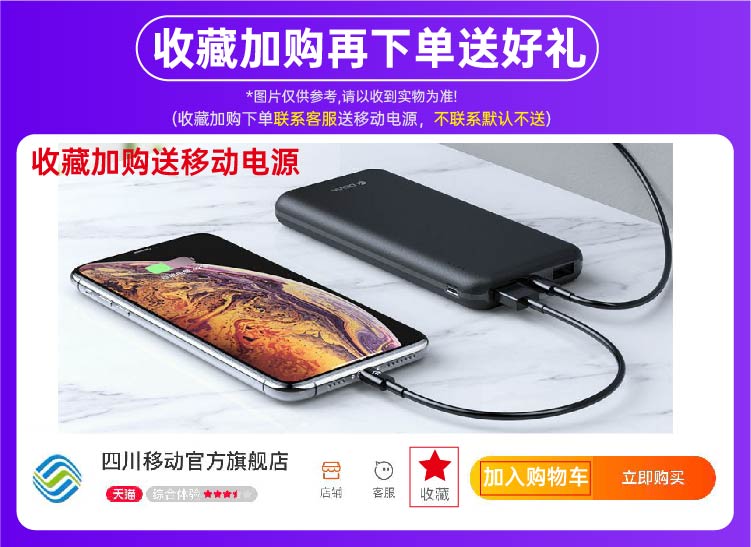 收藏加购再下单送好礼
*图片仅供参考,请以收到实物为准!
(收藏加购下单联系客服送移动电源，不联系默认不送)
收藏加购送移动电源
四川移动官方旗舰店
天猫 综合体验
店铺 客服 收藏
加入购物车 立即购买